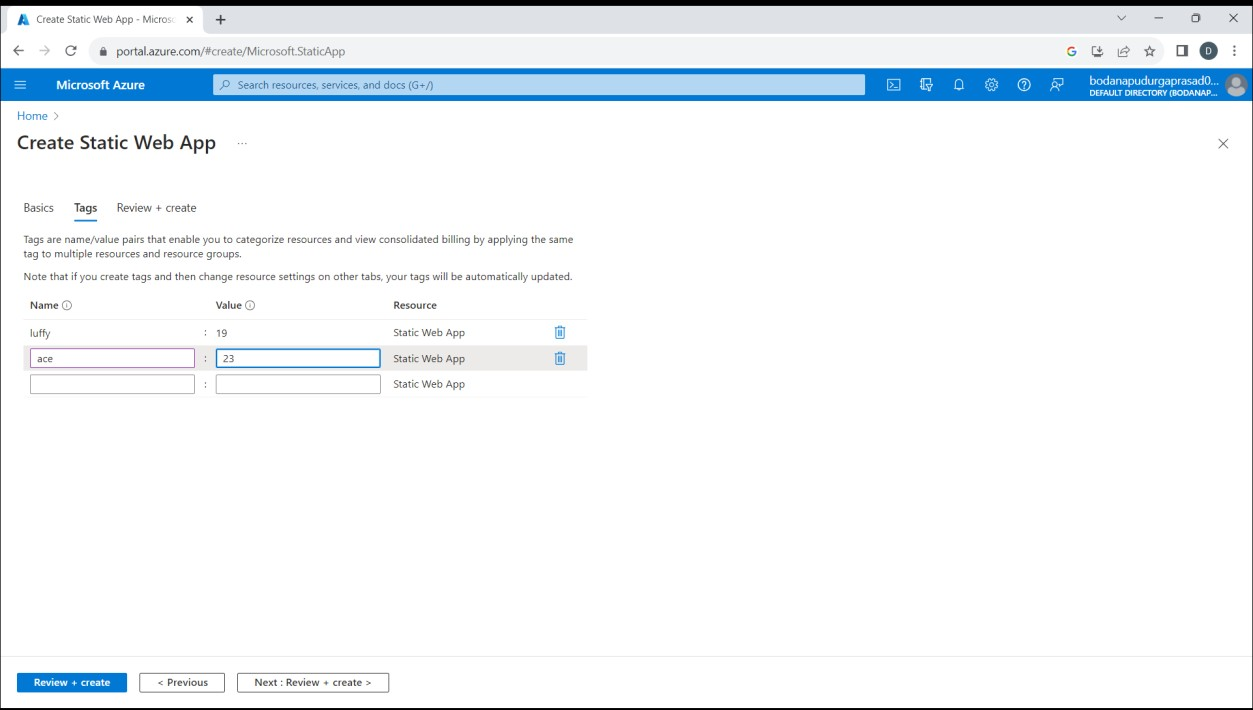 Create Static Web App - Micros
portal.azure.com/#create/Microsoft.StaticApp
G
D
Microsoft Azure
Search resources, services, and docs (G+/)
bodanapudurgaprasad0...
DEFAULT DIRECTORY (BODANAP...
Home >
Create Static Web App ...
Basics Tags Review + create
Tags are name/value pairs that enable you to categorize resources and view consolidated billing by applying the same
tag to multiple resources and resource groups.
Note that if you create tags and then change resource settings on other tabs, your tags will be automatically updated.
Name Value Resource
luffy : 19 Static Web App
ace : 23 Static Web App
: Static Web App
Review + create < Previous Next : Review + create >